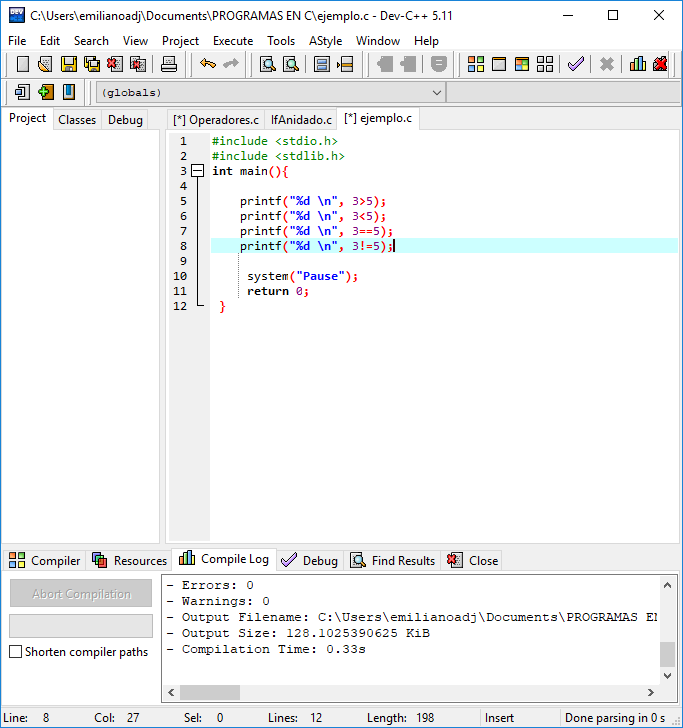 C:\Users\emilianoadj\Documents\PROGRAMAS EN C\ejemplo.c - Dev-C++ 5.11
File Edit Search View Project Execute Tools AStyle Window Help
(globals)
Project Classes Debug
[*] Operadores.c IfAnidado.c [*] ejemplo.c
1 #include <stdio.h>
2 #include <stdlib.h>
3 int main(){
4
5 printf("%d \n", 3>5);
6 printf("%d \n", 3<5);
7 printf("%d \n", 3==5);
8 printf("%d \n", 3!=5);
9
10 system("Pause");
11 return 0;
12 }
Compiler Resources Compile Log Debug Find Results Close
Abort Compilation
Shorten compiler paths
- Errors: 0
- Warnings: 0
- Output Filename: C:\Users\emilianoadj\Documents\PROGRAMAS EN
- Output Size: 128.1025390625 KiB
- Compilation Time: 0.33s
Line: 8 Col: 27 Sel: 0 Lines: 12 Length: 198 Insert Done parsing in 0 s